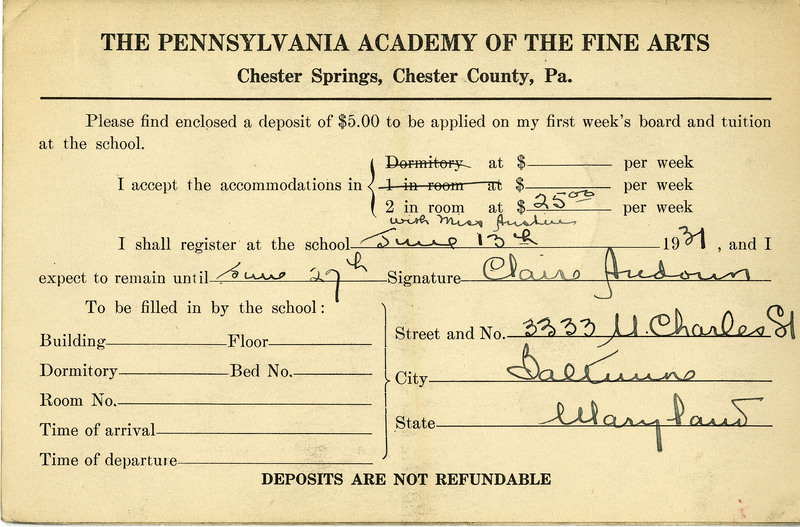 THE PENNSYLVANIA ACADEMY OF THE FINE ARTS
Chester Springs, Chester County, Pa.
Please find enclosed a deposit of $5.00 to be applied on my first week's board and tuition
at the school.
Dormitory at $ per week
I accept the accommodations in 1 in room at $ per week
2 in room at $ 25.00 per week
with Miss
I shall register at the school June 13th 1931, and I
expect to remain until June 27th Signature Claire
To be filled in by the school:
Street and No. 3333 N. Charles St
Building Floor
Dormitory Bed No.
City Baltimore
Room No.
State Maryland
Time of arrival
Time of departure
DEPOSITS ARE NOT REFUNDABLE